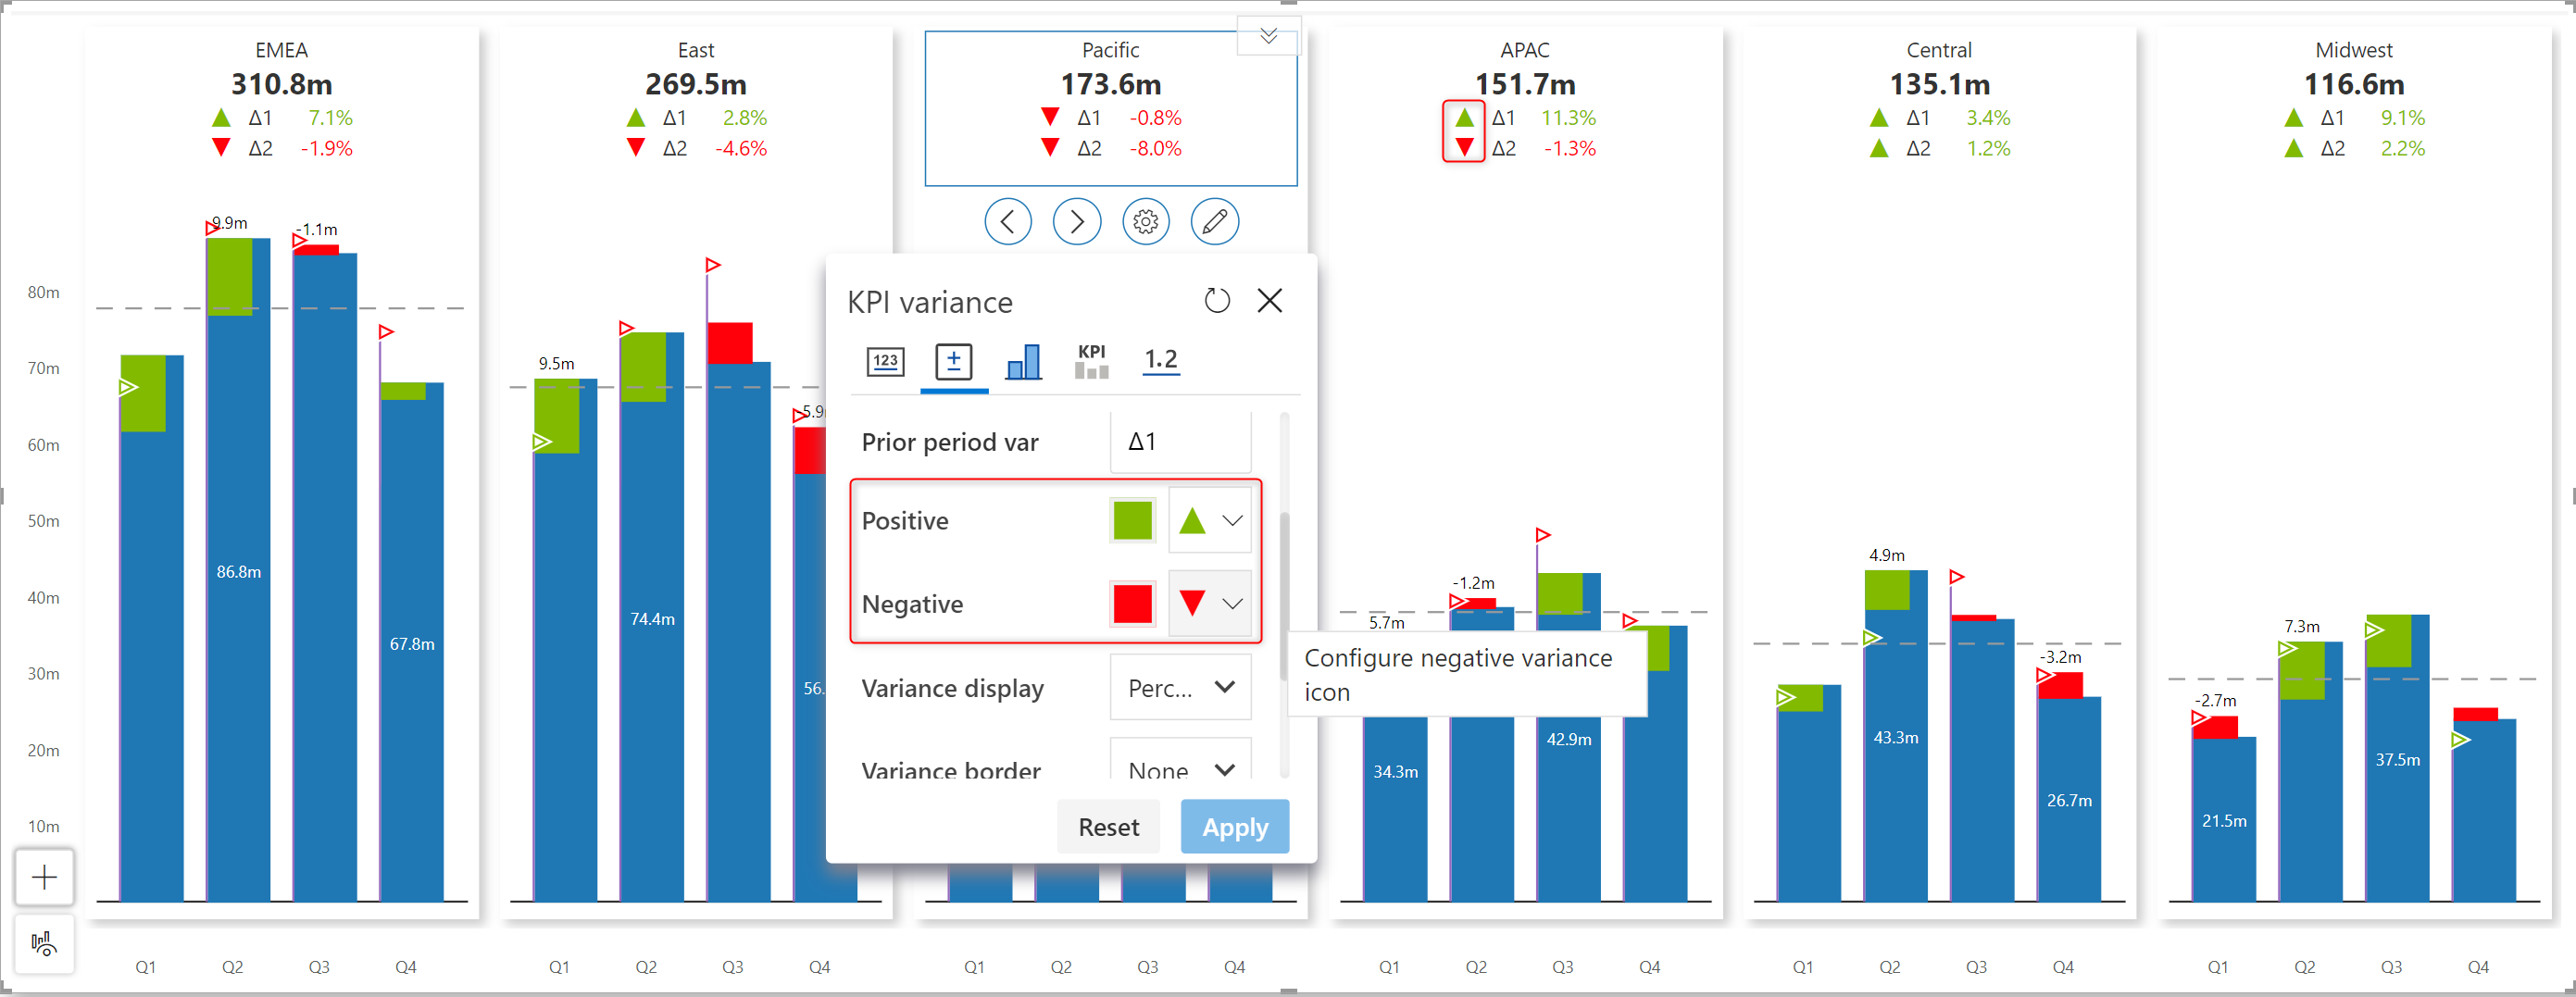 EMEA
310.8m
▲ Δ1 7.1%
▼ Δ2 -1.9%
East
269.5m
▲ Δ1 2.8%
▼ Δ2 -4.6%
Pacific
173.6m
▼ Δ1 -0.8%
▼ Δ2 -8.0%
APAC
151.7m
▲ Δ1 11.3%
▼ Δ2 -1.3%
Central
135.1m
▲ Δ1 3.4%
▲ Δ2 1.2%
Midwest
116.6m
▲ Δ1 9.1%
▲ Δ2 2.2%
80m
70m
60m
50m
40m
30m
20m
10m
9.9m
-1.1m
86.8m
67.8m
9.5m
-5.9
74.4m
56.
KPI variance
123
KPI
1.2
Prior period var Δ1
Positive
Negative
Variance display Perc...
Variance border None
Reset Apply
Configure negative variance
icon
5.7m
-1.2m
34.3m
42.9m
4.9m
-3.2m
43.3m
26.7m
-2.7m
7.3m
21.5m
37.5m
Q1 Q2 Q3 Q4
Q1 Q2 Q3 Q4
Q1 Q2 Q3 Q4
Q1 Q2 Q3 Q4
Q1 Q2 Q3 Q4
Q1 Q2 Q3 Q4